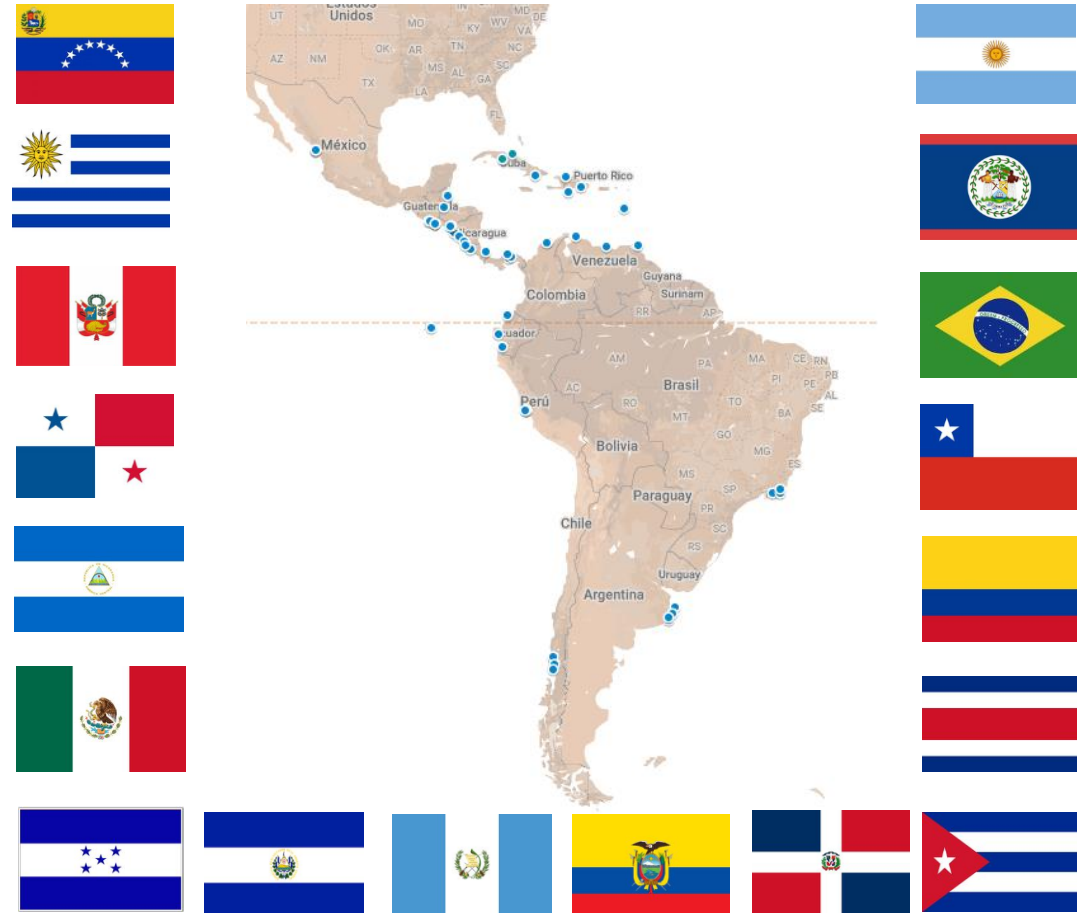 Estados
Unidos
UT
MO
IN
KY
WV
MD
DE
VA
AZ
NM
OK
AR
TN
NC
TX
MS
AL
SC
GA
LA
FL
México
Cuba
Puerto Rico
Guatemala
Nicaragua
Venezuela
Guyana
Surinam
Colombia
RR
AP
Ecuador
AM
PA
MA
CE
RN
PB
PI
PE
AL
SE
AC
RO
Brasil
TO
BA
MT
Perú
Bolivia
GO
MG
ES
MS
SP
Paraguay
PR
SC
Chile
RS
Uruguay
Argentina